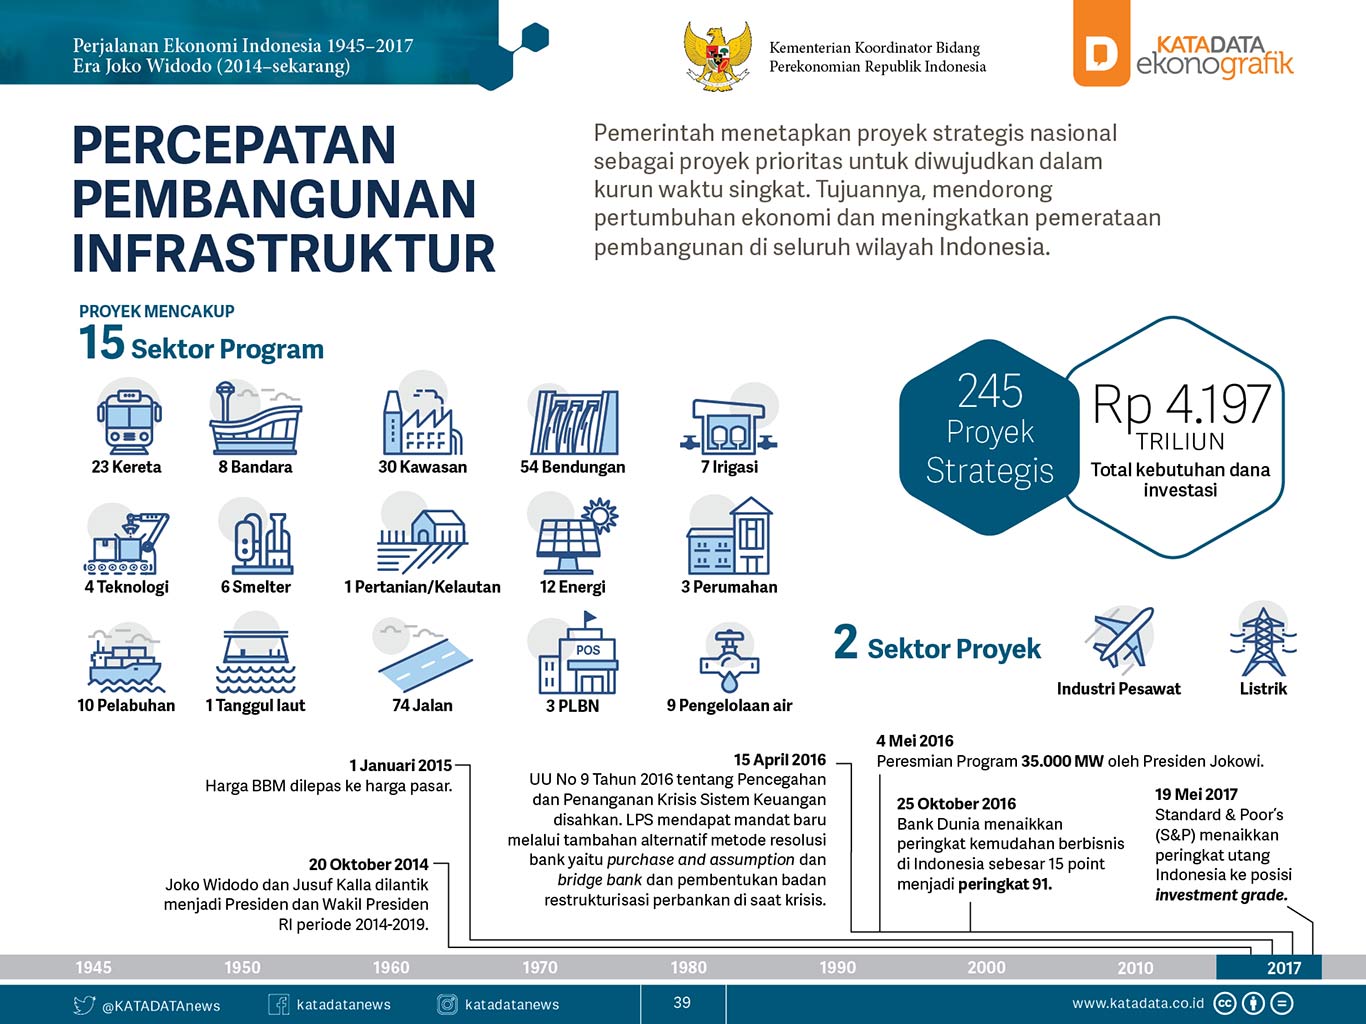 Perjalanan Ekonomi Indonesia 1945–2017
Era Joko Widodo (2014–sekarang)
Kementerian Koordinator Bidang
Perekonomian Republik Indonesia
D
KATADATA
ekonografik
PERCEPATAN
PEMBANGUNAN
INFRASTRUKTUR
Pemerintah menetapkan proyek strategis nasional
sebagai proyek prioritas untuk diwujudkan dalam
kurun waktu singkat. Tujuannya, mendorong
pertumbuhan ekonomi dan meningkatkan pemerataan
pembangunan di seluruh wilayah Indonesia.
PROYEK MENCAKUP
15 Sektor Program
23 Kereta
8 Bandara
30 Kawasan
54 Bendungan
7 Irigasi
4 Teknologi
6 Smelter
1 Pertanian/Kelautan
12 Energi
3 Perumahan
10 Pelabuhan
1 Tanggul laut
74 Jalan
POS
3 PLBN
9 Pengelolaan air
245
Proyek
Strategis
Rp 4.197
TRILIUN
Total kebutuhan dana
investasi
2 Sektor Proyek
Industri Pesawat
Listrik
1 Januari 2015
Harga BBM dilepas ke harga pasar.
20 Oktober 2014
Joko Widodo dan Jusuf Kalla dilantik
menjadi Presiden dan Wakil Presiden
RI periode 2014-2019.
15 April 2016
UU No 9 Tahun 2016 tentang Pencegahan
dan Penanganan Krisis Sistem Keuangan
disahkan. LPS mendapat mandat baru
melalui tambahan alternatif metode resolusi
bank yaitu purchase and assumption dan
bridge bank dan pembentukan badan
restrukturisasi perbankan di saat krisis.
4 Mei 2016
Peresmian Program 35.000 MW oleh Presiden Jokowi.
25 Oktober 2016
Bank Dunia menaikkan
peringkat kemudahan berbisnis
di Indonesia sebesar 15 point
menjadi peringkat 91.
19 Mei 2017
Standard & Poor's
(S&P) menaikkan
peringkat utang
Indonesia ke posisi
investment grade.
1945 1950 1960 1970 1980 1990 2000 2010 2017
@KATADATAnews
katadatanews
katadatanews
39
www.katadata.co.id
cc